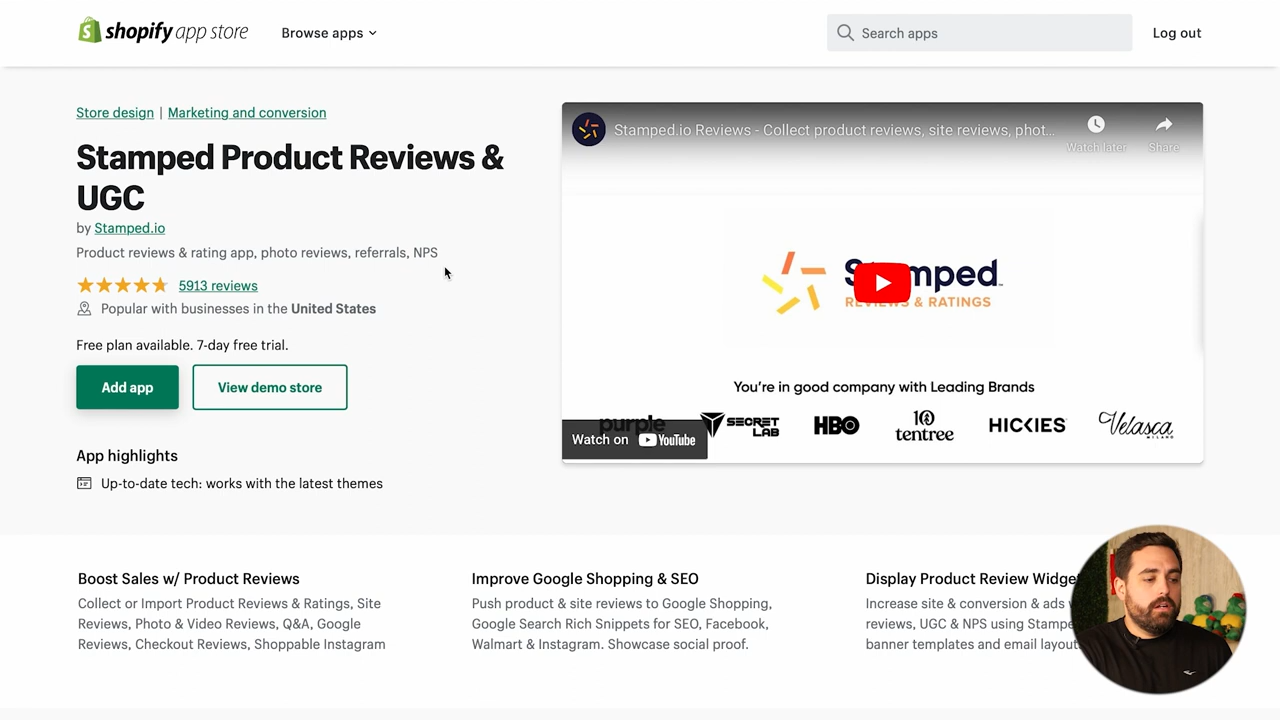 shopify app store
Browse apps
Search apps
Log out
Store design | Marketing and conversion
Stamped Product Reviews &
UGC
by Stamped.io
Product reviews & rating app, photo reviews, referrals, NPS
5913 reviews
Popular with businesses in the United States
Free plan available. 7-day free trial.
Add app
View demo store
App highlights
Up-to-date tech: works with the latest themes
Stamped.io Reviews - Collect product reviews, site reviews, phot...
Watch later
Share
REVIEWS & RATINGS
You're in good company with Leading Brands
purple
SECRET
LAB
HBO
10
tentree
HICKIES
Velasca
MILANO
Watch on YouTube
Boost Sales w/ Product Reviews
Collect or Import Product Reviews & Ratings, Site
Reviews, Photo & Video Reviews, Q&A, Google
Reviews, Checkout Reviews, Shoppable Instagram
Improve Google Shopping & SEO
Push product & site reviews to Google Shopping,
Google Search Rich Snippets for SEO, Facebook,
Walmart & Instagram. Showcase social proof.
Display Product Review
Increase site & conversion & ads
reviews, UGC & NPS using
banner templates and email